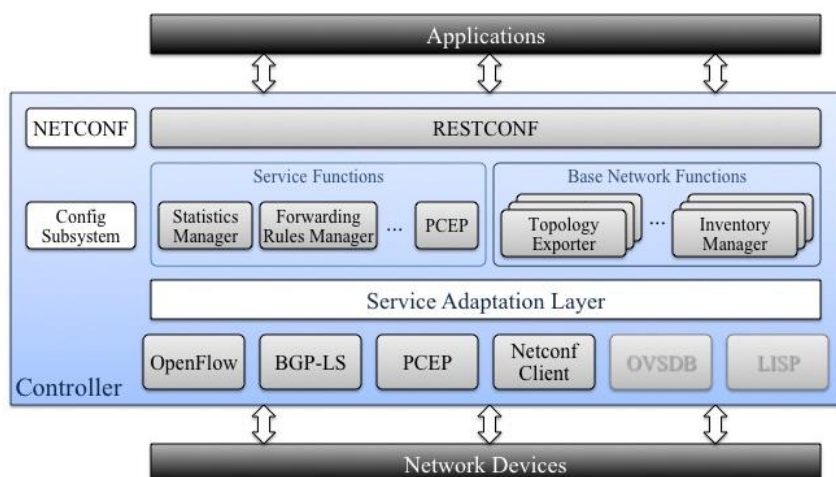 Applications
NETCONF
RESTCONF
Service Functions
Base Network Functions
Config
Subsystem
Statistics
Manager
Forwarding
Rules Manager
...
PCEP
Topology
Exporter
...
Inventory
Manager
Service Adaptation Layer
OpenFlow
BGP-LS
PCEP
Netconf
Client
OVSDB
LISP
Controller
Network Devices